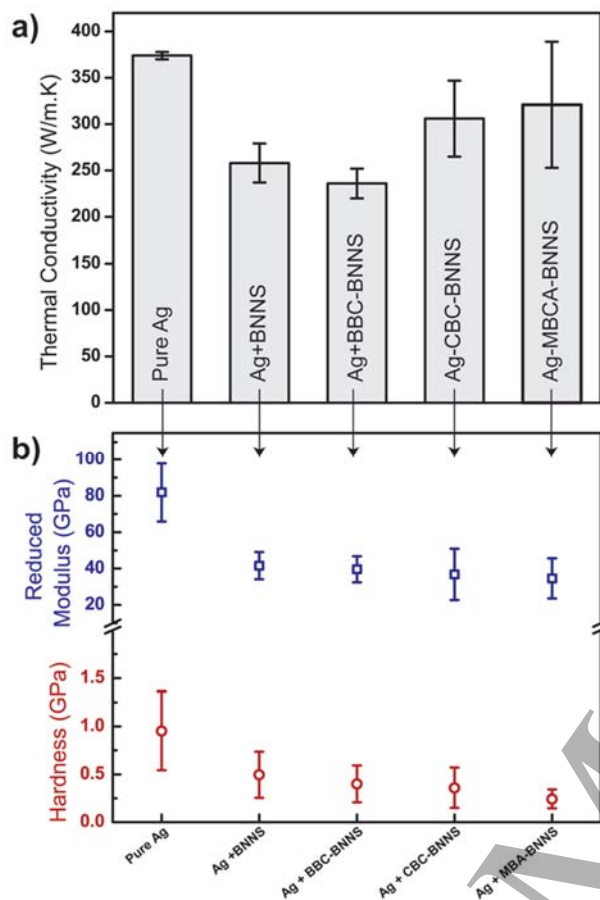 a)
Thermal Conductivity (W/m.K)
400
350
300
250
200
150
100
50
0
Pure Ag
Ag+BNNS
Ag+BBC-BNNS
Ag-CBC-BNNS
Ag-MBCA-BNNS
b)
Reduced
Modulus (GPa)
100
80
60
40
20
Hardness (GPa)
1.5
1.0
0.5
0.0
Pure Ag
Ag +BNNS
Ag + BBC-BNNS
Ag + CBC-BNNS
Ag + MBA-BNNS
M